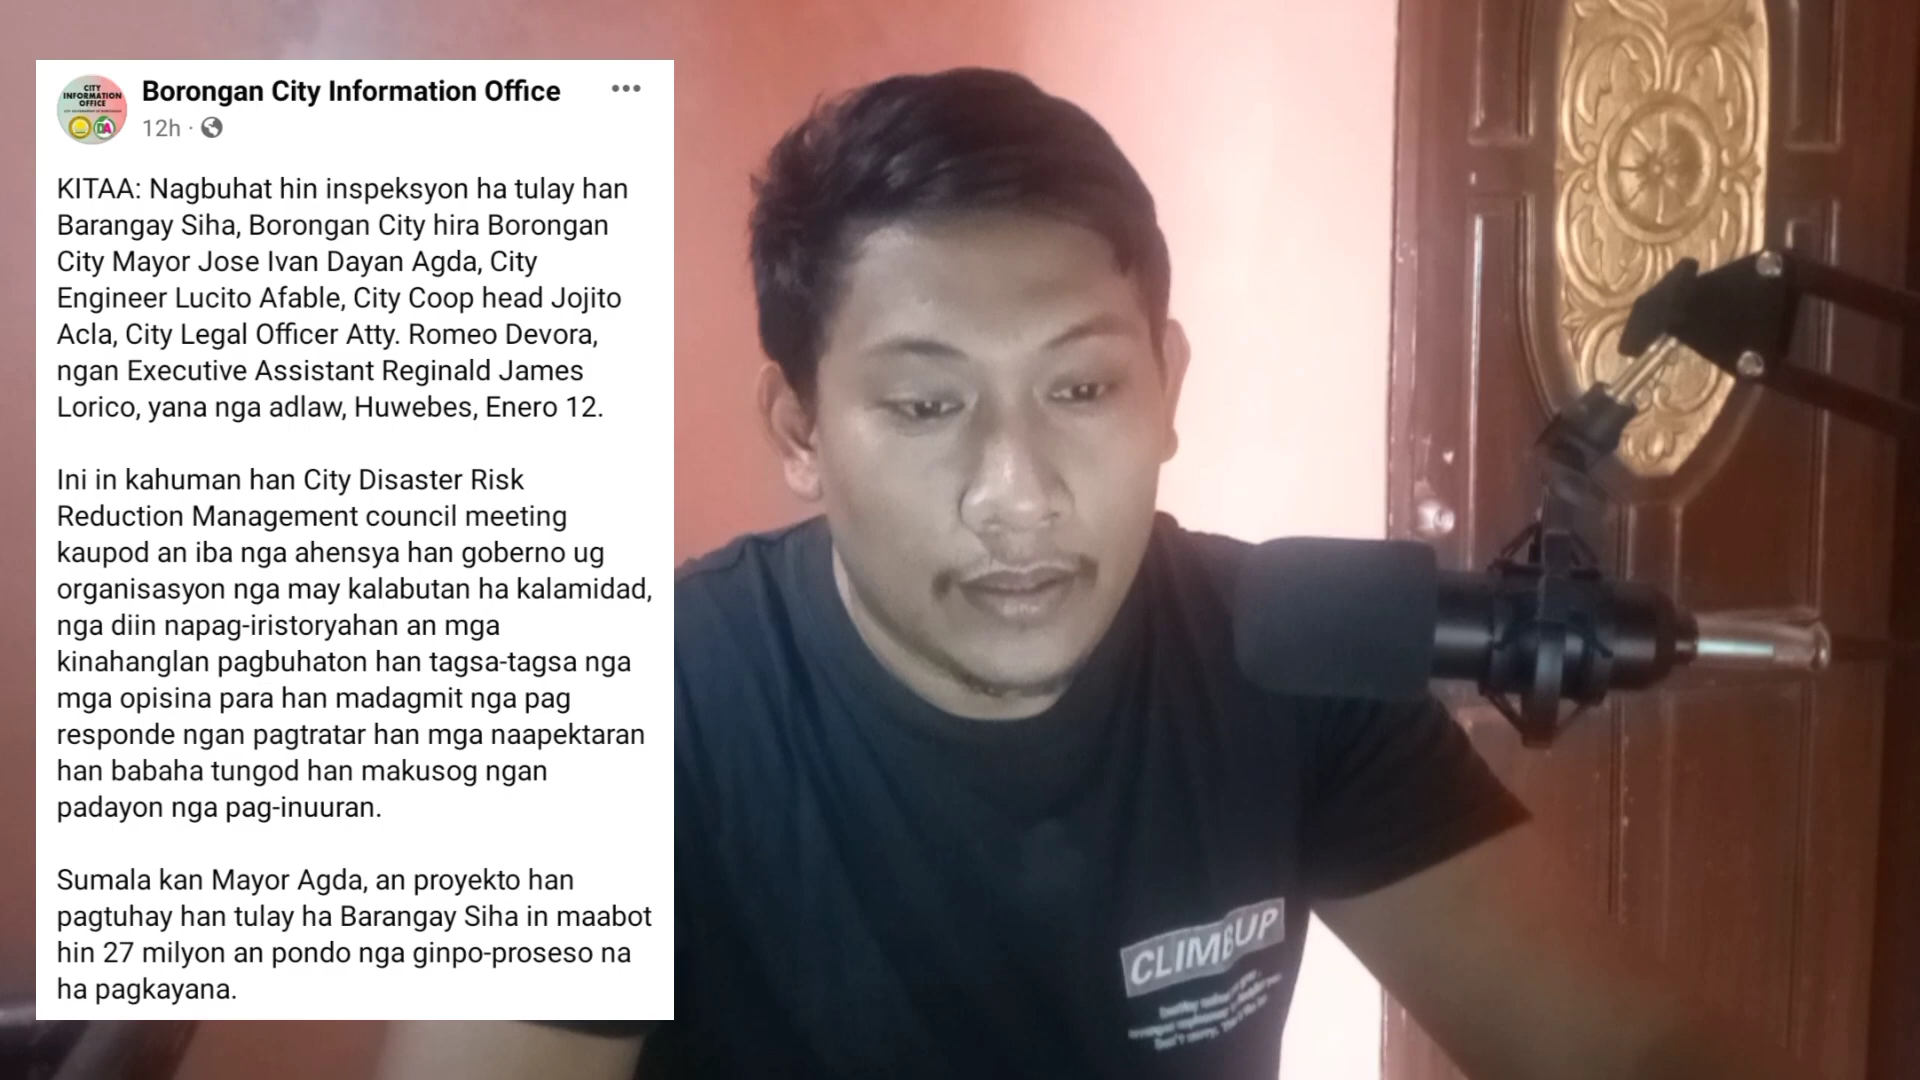 CITY
INFORMATION
OFFICE
Borongan City Information Office
12h ·
KITAA: Nagbuhat hin inspeksyon ha tulay han
Barangay Siha, Borongan City hira Borongan
City Mayor Jose Ivan Dayan Agda, City
Engineer Lucito Afable, City Coop head Jojito
Acla, City Legal Officer Atty. Romeo Devora,
ngan Executive Assistant Reginald James
Lorico, yana nga adlaw, Huwebes, Enero 12.
Ini in kahuman han City Disaster Risk
Reduction Management council meeting
kaupod an iba nga ahensya han goberno ug
organisasyon nga may kalabutan ha kalamidad,
nga diin napag-iristoryahan an mga
kinahanglan pagbuhaton han tagsa-tagsa nga
mga opisina para han madagmit nga pag
responde ngan pagtratar han mga naapektaran
han babaha tungod han makusog ngan
padayon nga pag-inuuran.
Sumala kan Mayor Agda, an proyekto han
pagtuhay han tulay ha Barangay Siha in maabot
hin 27 milyon an pondo nga ginpo-proseso na
ha pagkayana.
CLIMBUP